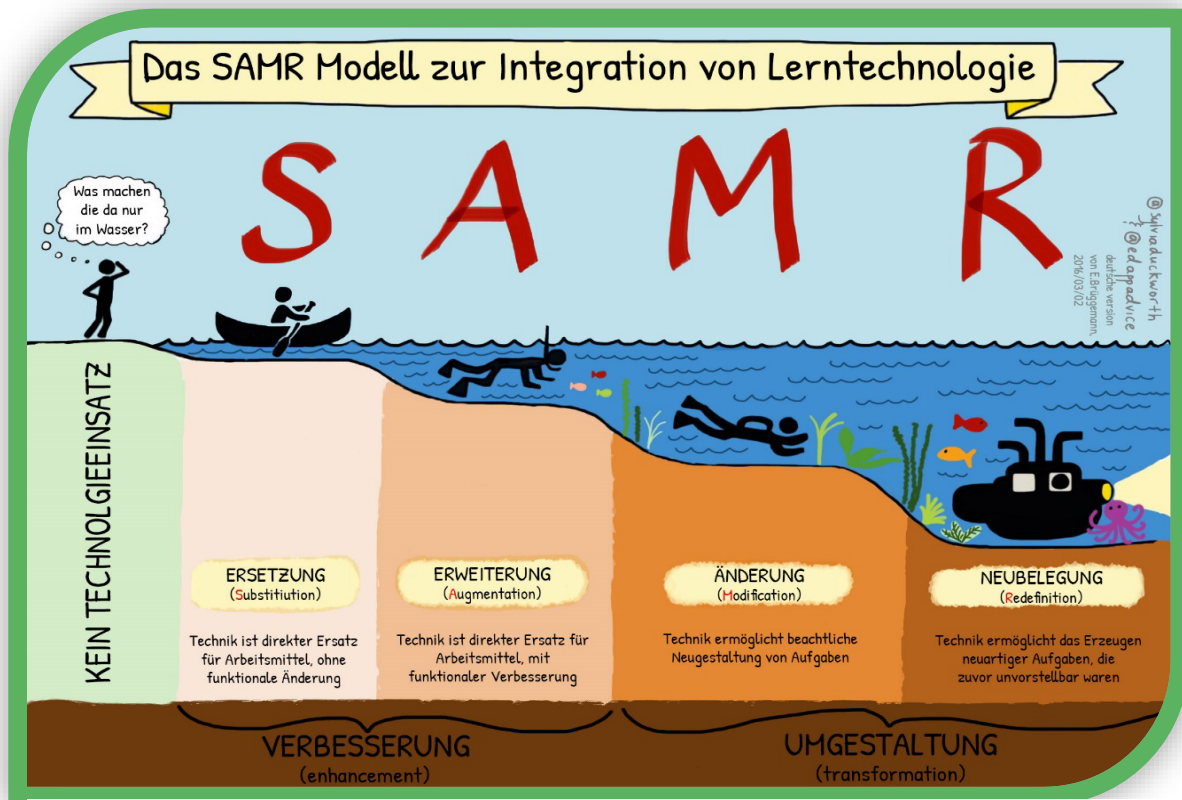 Das SAMR Modell zur Integration von Lerntechnologie
S A M R
Was machen
die da nur
im Wasser?
@sylviaduckworth
& @edappadvice
deutsche version
von E.Brüggemann
2016/03/02
KEIN TECHNOLGIEEINSATZ
ERSETZUNG
(Substitiution)
Technik ist direkter Ersatz
für Arbeitsmittel, ohne
funktionale Änderung
ERWEITERUNG
(Augmentation)
Technik ist direkter Ersatz für
Arbeitsmittel, mit
funktionaler Verbesserung
ÄNDERUNG
(Modification)
Technik ermöglicht beachtliche
Neugestaltung von Aufgaben
NEUBELEGUNG
(Redefinition)
Technik ermöglicht das Erzeugen
neuartiger Aufgaben, die
zuvor unvorstellbar waren
VERBESSERUNG
(enhancement)
UMGESTALTUNG
(transformation)